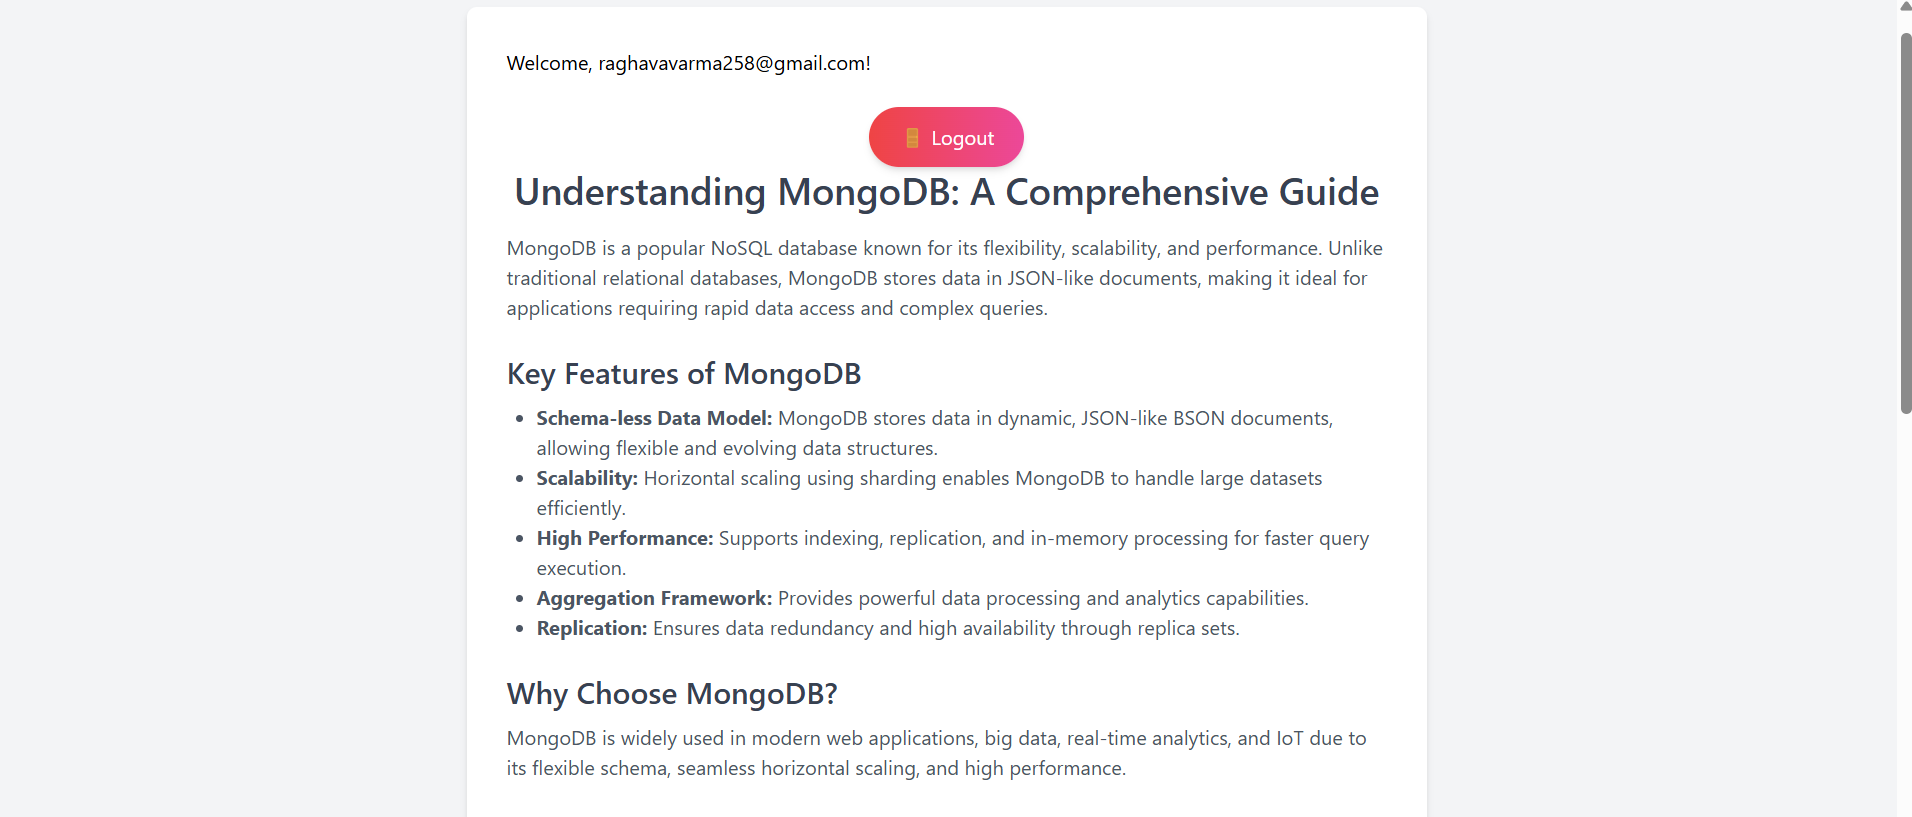 Welcome, raghavavarma258@gmail.com!
Logout
Understanding MongoDB: A Comprehensive Guide
MongoDB is a popular NoSQL database known for its flexibility, scalability, and performance. Unlike
traditional relational databases, MongoDB stores data in JSON-like documents, making it ideal for
applications requiring rapid data access and complex queries.
Key Features of MongoDB
• Schema-less Data Model: MongoDB stores data in dynamic, JSON-like BSON documents,
allowing flexible and evolving data structures.
• Scalability: Horizontal scaling using sharding enables MongoDB to handle large datasets
efficiently.
• High Performance: Supports indexing, replication, and in-memory processing for faster query
execution.
• Aggregation Framework: Provides powerful data processing and analytics capabilities.
• Replication: Ensures data redundancy and high availability through replica sets.
Why Choose MongoDB?
MongoDB is widely used in modern web applications, big data, real-time analytics, and IoT due to
its flexible schema, seamless horizontal scaling, and high performance.